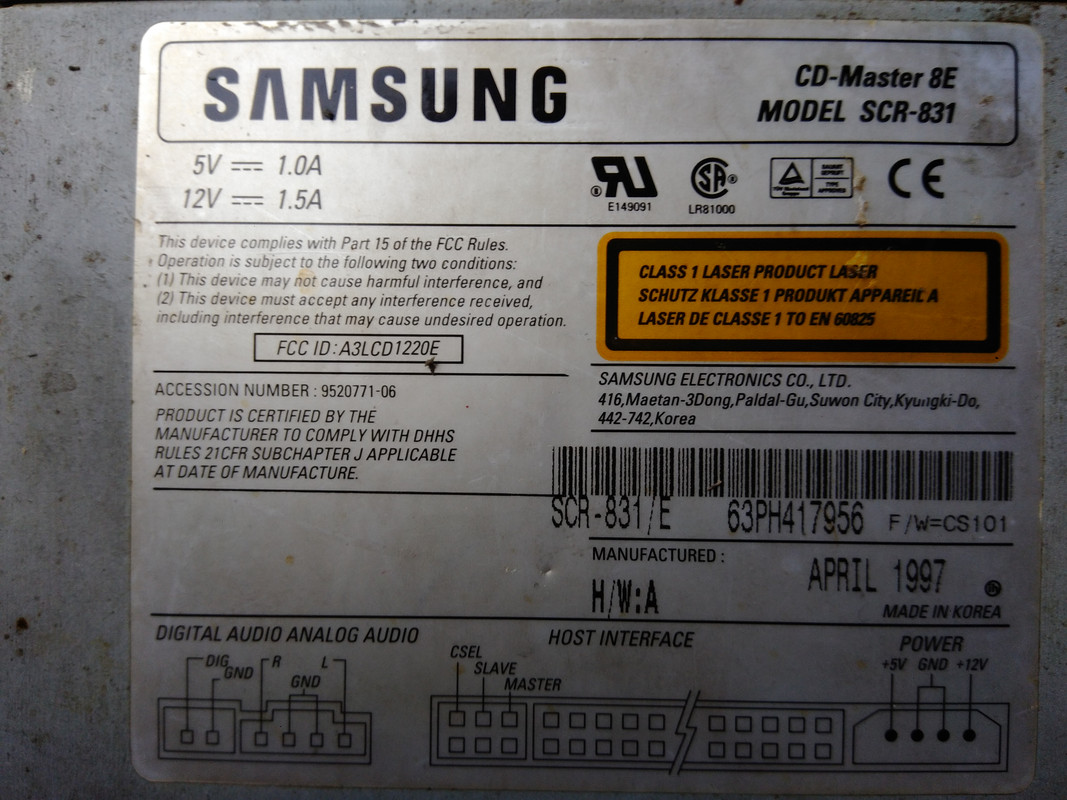 SAMSUNG
CD-Master 8E
MODEL SCR-831
5V 1.0A
12V 1.5A
E149091
LR81000
TYPE
APPROVED
CE
This device complies with Part 15 of the FCC Rules.
Operation is subject to the following two conditions:
(1) This device may not cause harmful interference, and
(2) This device must accept any interference received,
including interference that may cause undesired operation.
FCC ID : A3LCD1220E
CLASS 1 LASER PRODUCT LASER
SCHUTZ KLASSE 1 PRODUKT APPAREIL A
LASER DE CLASSE 1 TO EN 60825
ACCESSION NUMBER : 9520771-06
PRODUCT IS CERTIFIED BY THE
MANUFACTURER TO COMPLY WITH DHHS
RULES 21CFR SUBCHAPTER J APPLICABLE
AT DATE OF MANUFACTURE.
SAMSUNG ELECTRONICS CO., LTD.
416,Maetan-3Dong,Paldal-Gu,Suwon City,Kyungki-Do,
442-742,Korea
SCR-831/E 63PH417956 F/W=CS101
MANUFACTURED :
APRIL 1997
H/W:A
MADE IN KOREA
DIGITAL AUDIO ANALOG AUDIO
DIG
GND
R
GND
L
HOST INTERFACE
CSEL
SLAVE
MASTER
POWER
+5V GND +12V